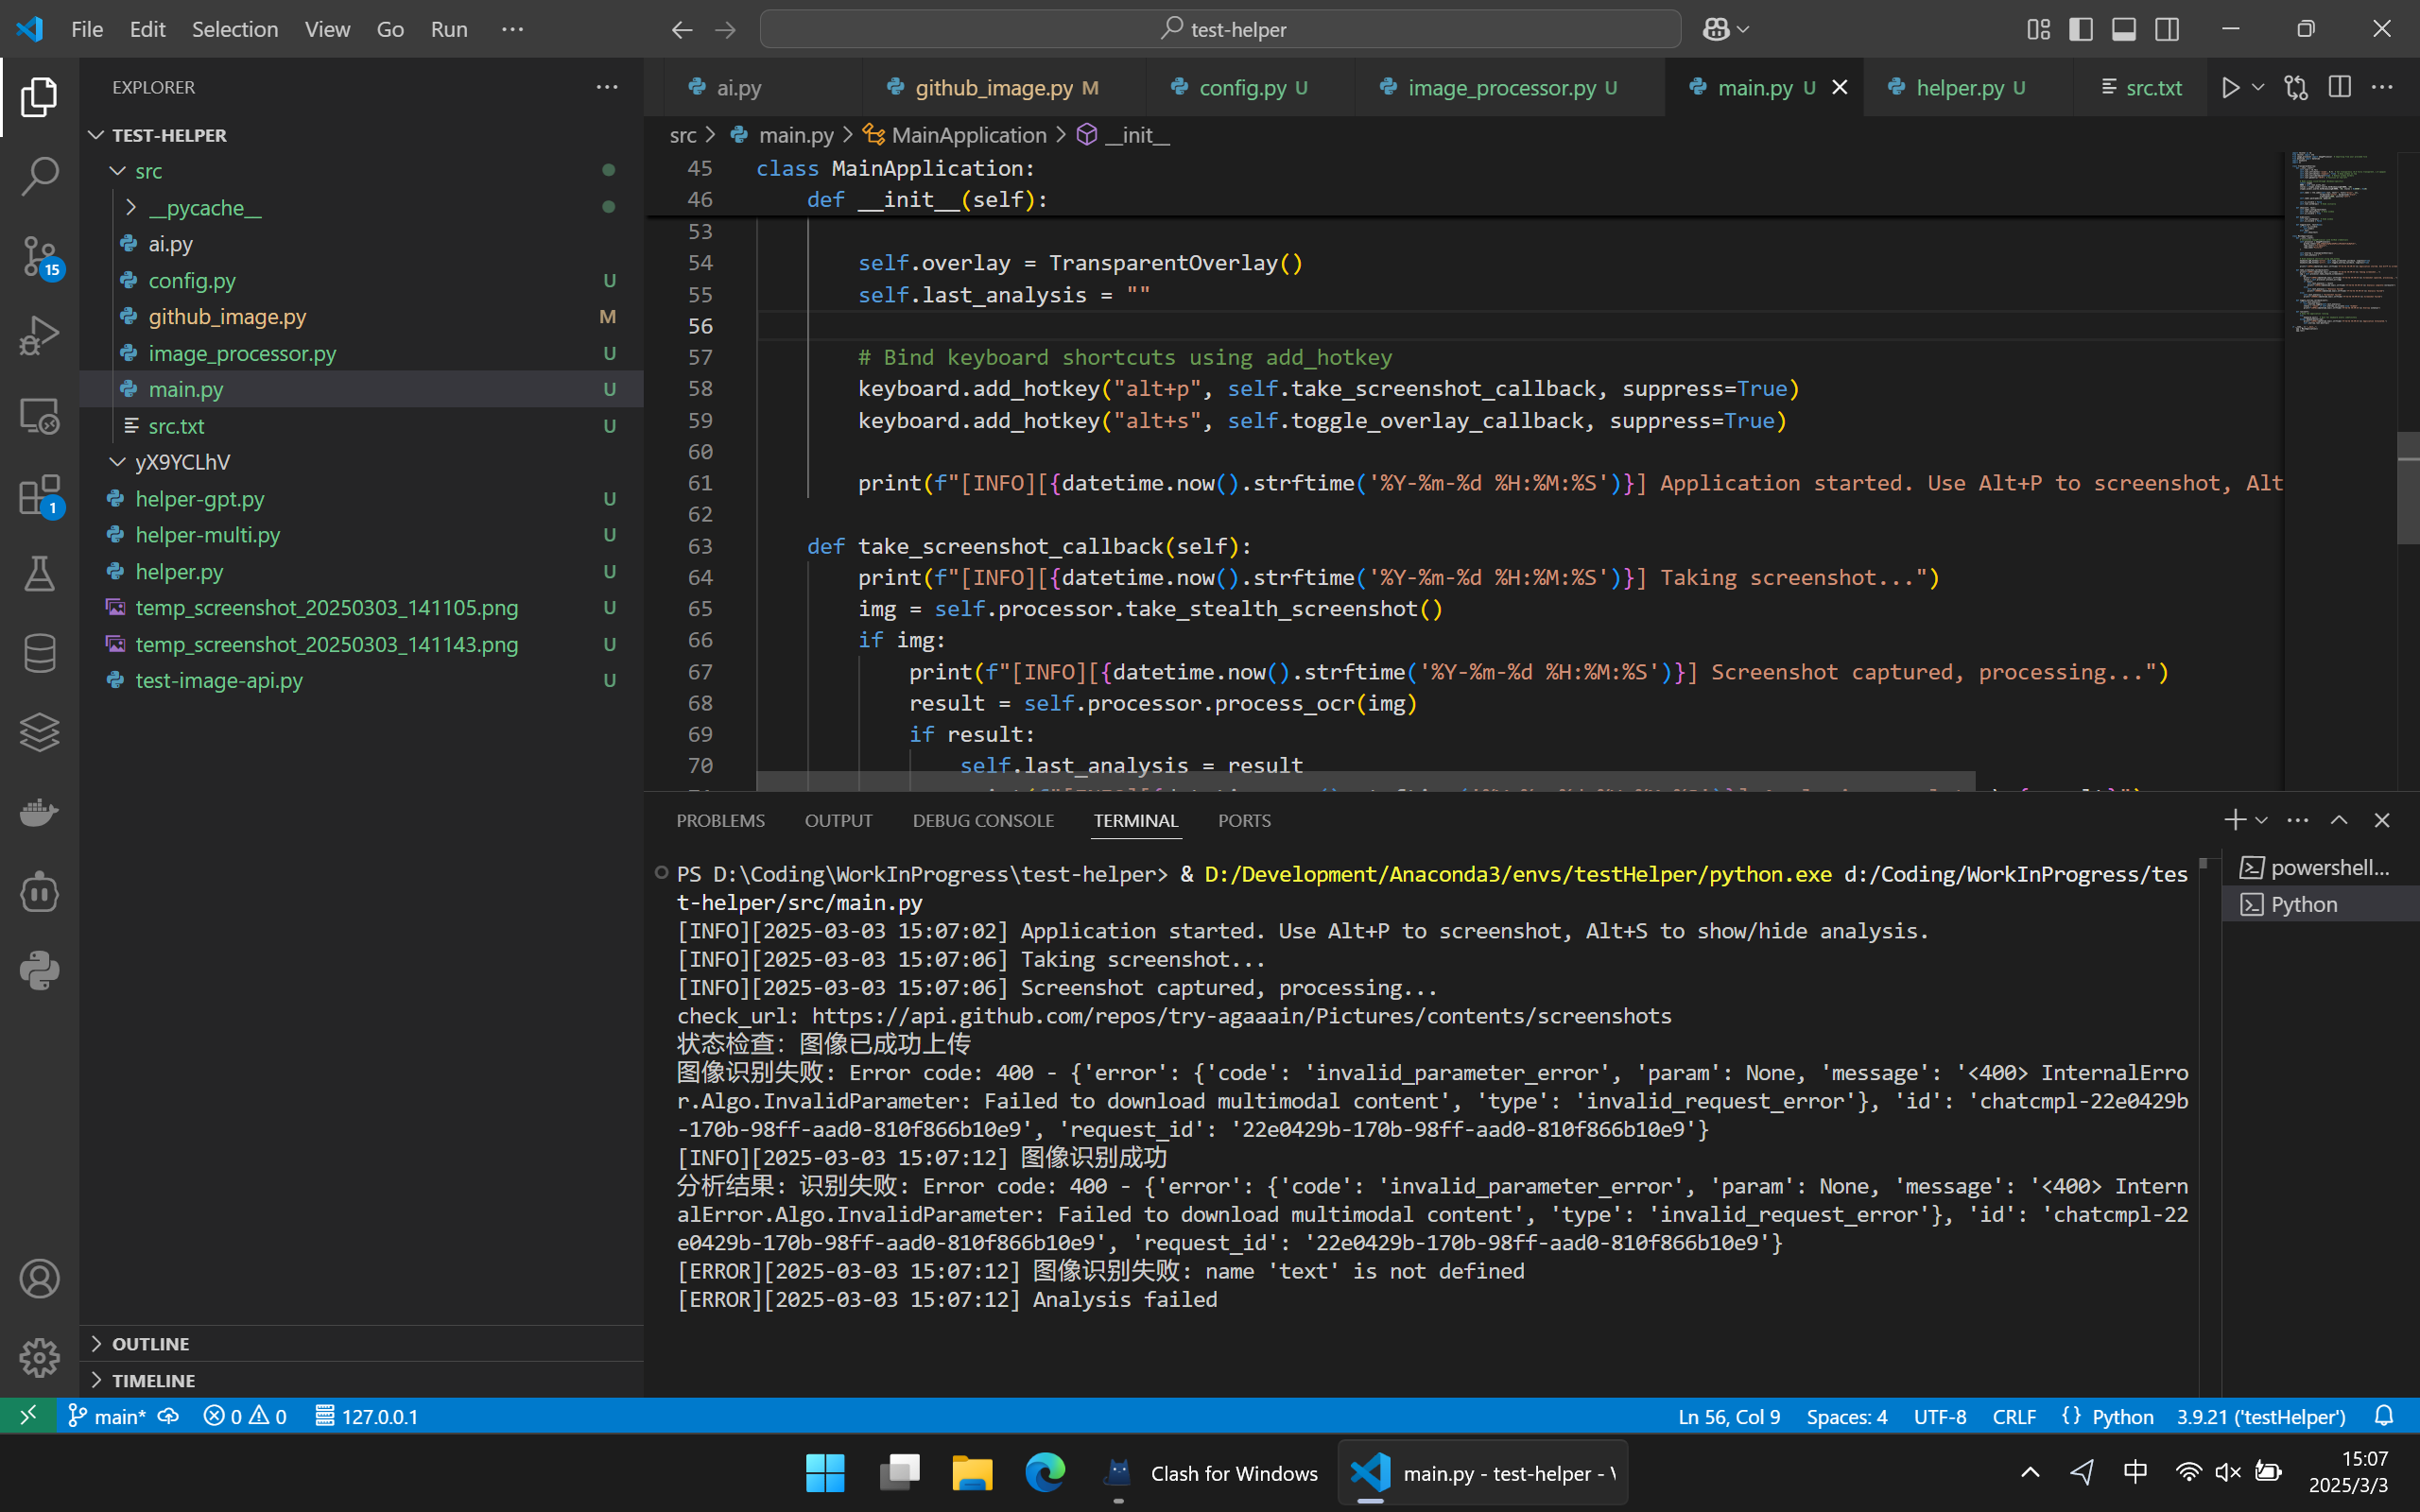 File Edit Selection View Go Run ···
test-helper
EXPLORER
TEST-HELPER
src
__pycache__
ai.py
config.py U
github_image.py M
image_processor.py U
main.py U
src.txt U
yX9YCLhV
helper-gpt.py U
helper-multi.py U
helper.py U
temp_screenshot_20250303_141105.png U
temp_screenshot_20250303_141143.png U
test-image-api.py U
OUTLINE
TIMELINE
15
1
ai.py github_image.py M config.py U image_processor.py U main.py U helper.py U src.txt
src > main.py > MainApplication > __init__
45 class MainApplication:
46 def __init__(self):
53
54 self.overlay = TransparentOverlay()
55 self.last_analysis = ""
56
57 # Bind keyboard shortcuts using add_hotkey
58 keyboard.add_hotkey("alt+p", self.take_screenshot_callback, suppress=True)
59 keyboard.add_hotkey("alt+s", self.toggle_overlay_callback, suppress=True)
60
61 print(f"[INFO][{datetime.now().strftime('%Y-%m-%d %H:%M:%S')}] Application started. Use Alt+P to screenshot, Alt
62
63 def take_screenshot_callback(self):
64 print(f"[INFO][{datetime.now().strftime('%Y-%m-%d %H:%M:%S')}] Taking screenshot...")
65 img = self.processor.take_stealth_screenshot()
66 if img:
67 print(f"[INFO][{datetime.now().strftime('%Y-%m-%d %H:%M:%S')}] Screenshot captured, processing...")
68 result = self.processor.process_ocr(img)
69 if result:
70 self.last_analysis = result
PROBLEMS OUTPUT DEBUG CONSOLE TERMINAL PORTS
PS D:\Coding\WorkInProgress\test-helper> & D:/Development/Anaconda3/envs/testHelper/python.exe d:/Coding/WorkInProgress/tes
t-helper/src/main.py
[INFO][2025-03-03 15:07:02] Application started. Use Alt+P to screenshot, Alt+S to show/hide analysis.
[INFO][2025-03-03 15:07:06] Taking screenshot...
[INFO][2025-03-03 15:07:06] Screenshot captured, processing...
check_url: https://api.github.com/repos/try-agaaain/Pictures/contents/screenshots
状态检查: 图像已成功上传
图像识别失败: Error code: 400 - {'error': {'code': 'invalid_parameter_error', 'param': None, 'message': '<400> InternalErro
r.Algo.InvalidParameter: Failed to download multimodal content', 'type': 'invalid_request_error'}, 'id': 'chatcmpl-22e0429b
-170b-98ff-aad0-810f866b10e9', 'request_id': '22e0429b-170b-98ff-aad0-810f866b10e9'}
[INFO][2025-03-03 15:07:12] 图像识别成功
分析结果: 识别失败: Error code: 400 - {'error': {'code': 'invalid_parameter_error', 'param': None, 'message': '<400> Intern
alError.Algo.InvalidParameter: Failed to download multimodal content', 'type': 'invalid_request_error'}, 'id': 'chatcmpl-22
e0429b-170b-98ff-aad0-810f866b10e9', 'request_id': '22e0429b-170b-98ff-aad0-810f866b10e9'}
[ERROR][2025-03-03 15:07:12] 图像识别失败: name 'text' is not defined
[ERROR][2025-03-03 15:07:12] Analysis failed
powershell...
Python
main* 0 0 127.0.0.1 Ln 56, Col 9 Spaces: 4 UTF-8 CRLF {} Python 3.9.21 ('testHelper')
Clash for Windows main.py - test-helper - 中 15:07
2025/3/3